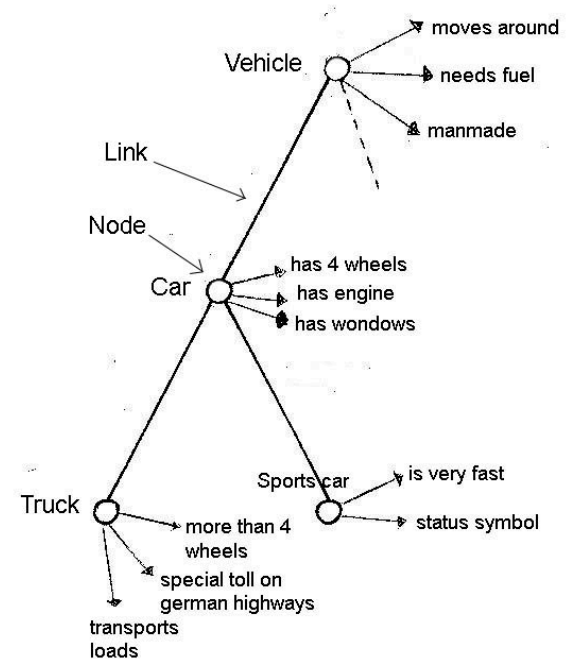 moves around
Vehicle
needs fuel
manmade
Link
Node
Car
has 4 wheels
has engine
has wondows
Sports car
is very fast
status symbol
Truck
more than 4
wheels
special toll on
german highways
transports
loads